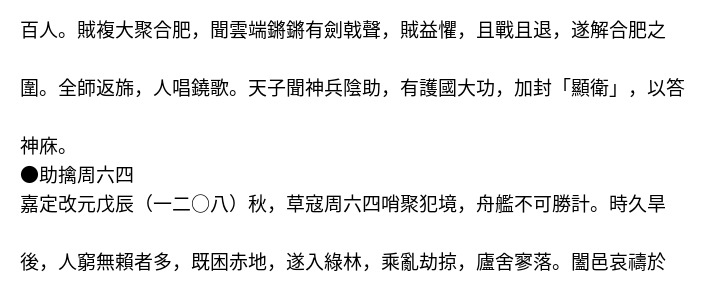 百人。賊複大聚合肥，聞雲端鏘鏘有劍戟聲，賊益懼，且戰且退，遂解合肥之
圍。全師返旆，人唱鐃歌。天子聞神兵陰助，有護國大功，加封「顯衛」，以答
神庥。
●助擒周六四
嘉定改元戊辰（一二〇八）秋，草寇周六四哨聚犯境，舟艦不可勝計。時久旱
後，人窮無賴者多，既困赤地，遂入綠林，乘亂劫掠，廬舍寥落。闔邑哀禱於